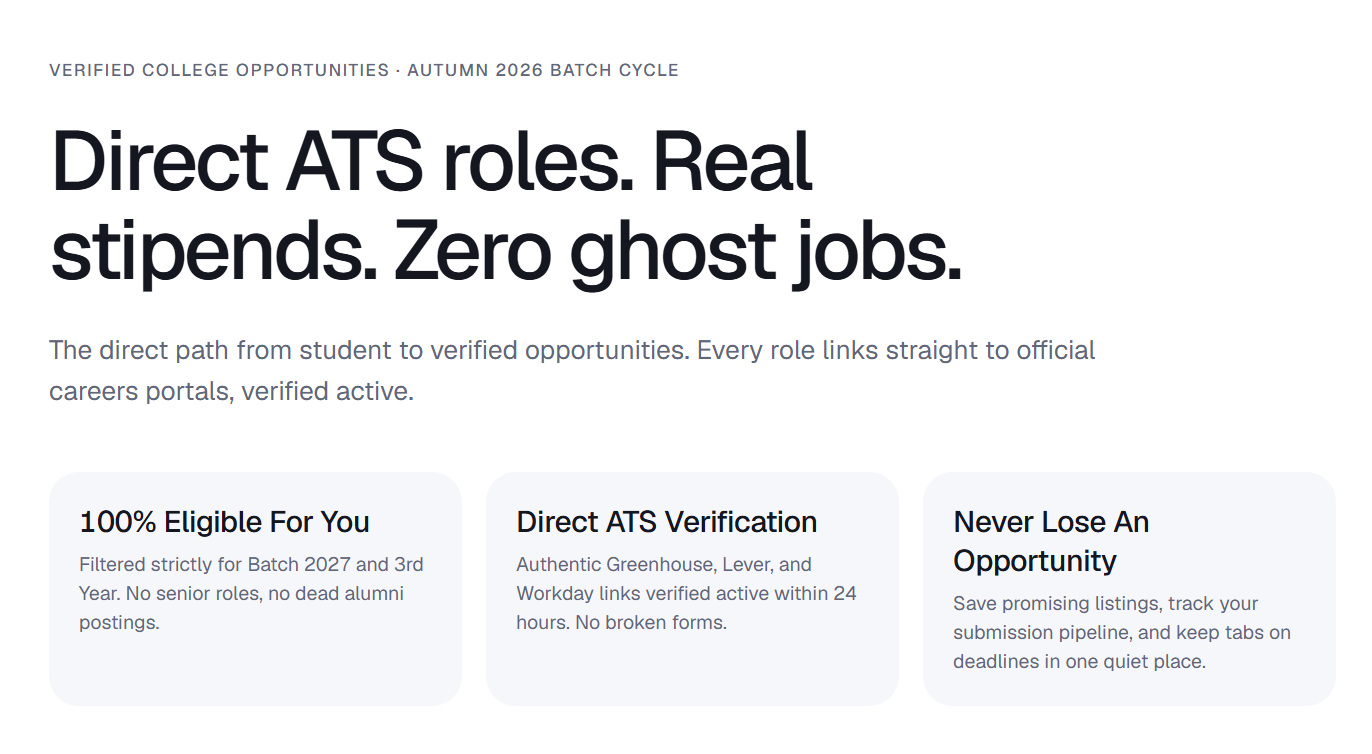 VERIFIED COLLEGE OPPORTUNITIES · AUTUMN 2026 BATCH CYCLE
Direct ATS roles. Real
stipends. Zero ghost jobs.
The direct path from student to verified opportunities. Every role links straight to official
careers portals, verified active.
100% Eligible For You
Filtered strictly for Batch 2027 and 3rd
Year. No senior roles, no dead alumni
postings.
Direct ATS Verification
Authentic Greenhouse, Lever, and
Workday links verified active within 24
hours. No broken forms.
Never Lose An
Opportunity
Save promising listings, track your
submission pipeline, and keep tabs on
deadlines in one quiet place.